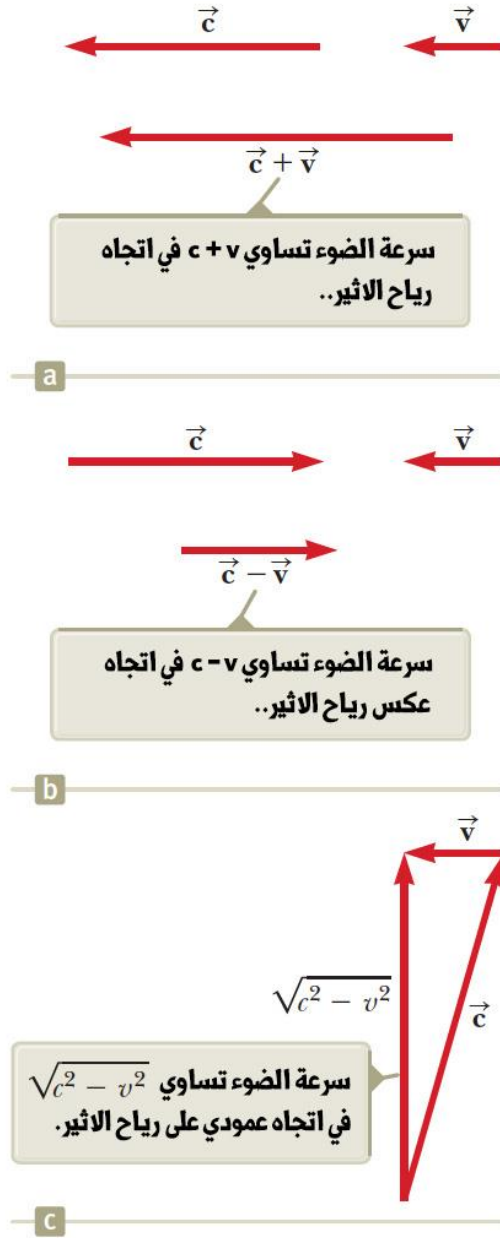 c⃗ v⃗
c⃗ + v⃗
سرعة الضوء تساوي c + v في اتجاه
رياح الاثير..
a
c⃗ v⃗
c⃗ − v⃗
سرعة الضوء تساوي c − v في اتجاه
عكس رياح الاثير..
b
v⃗
√(c² − v²)
c⃗
سرعة الضوء تساوي √(c² − v²)
في اتجاه عمودي على رياح الاثير.
c